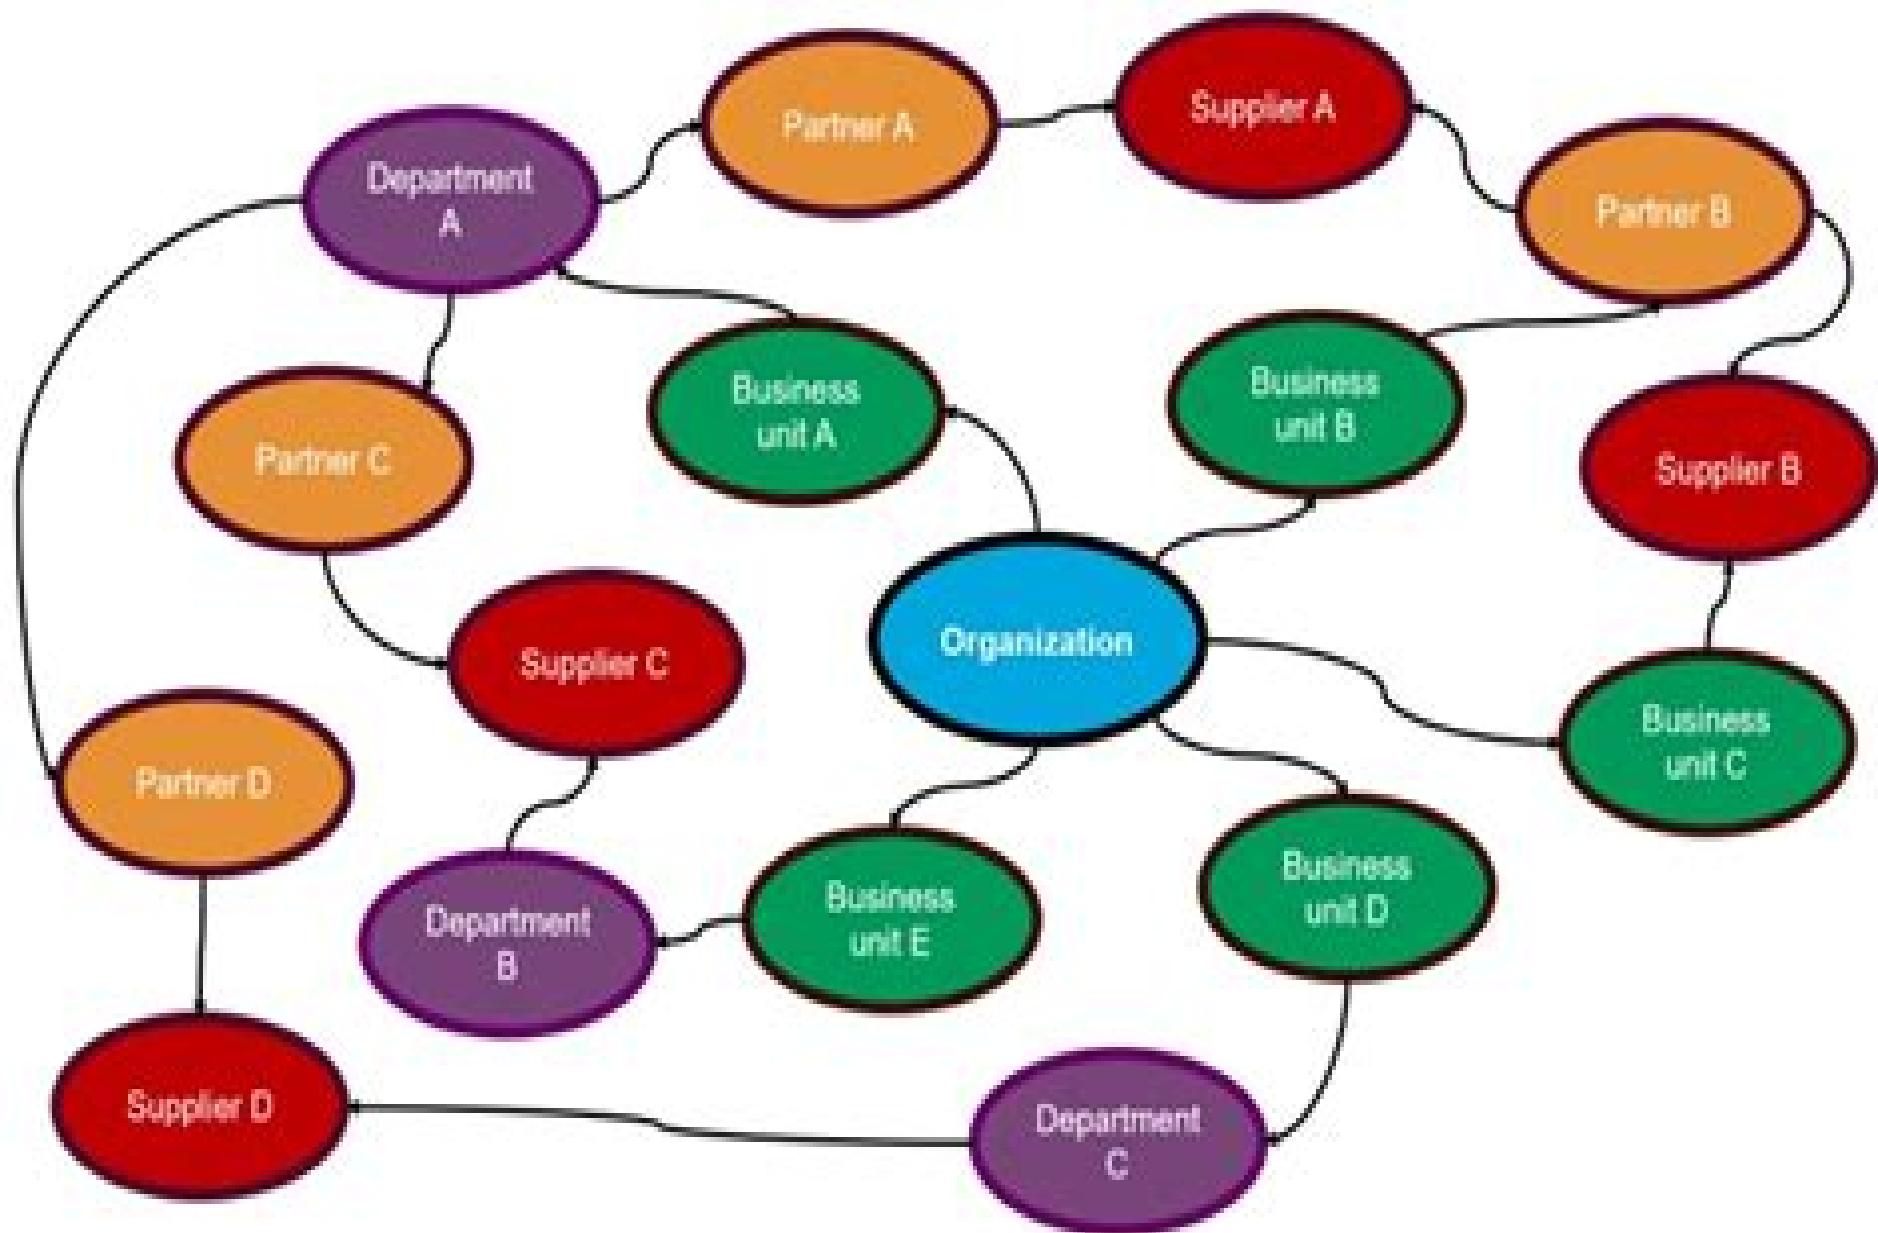 Partner A
Supplier A
Department
A
Partner B
Business
unit A
Business
unit B
Partner C
Supplier B
Organization
Supplier C
Business
unit C
Partner D
Business
unit D
Business
unit E
Department
B
Supplier D
Department
C